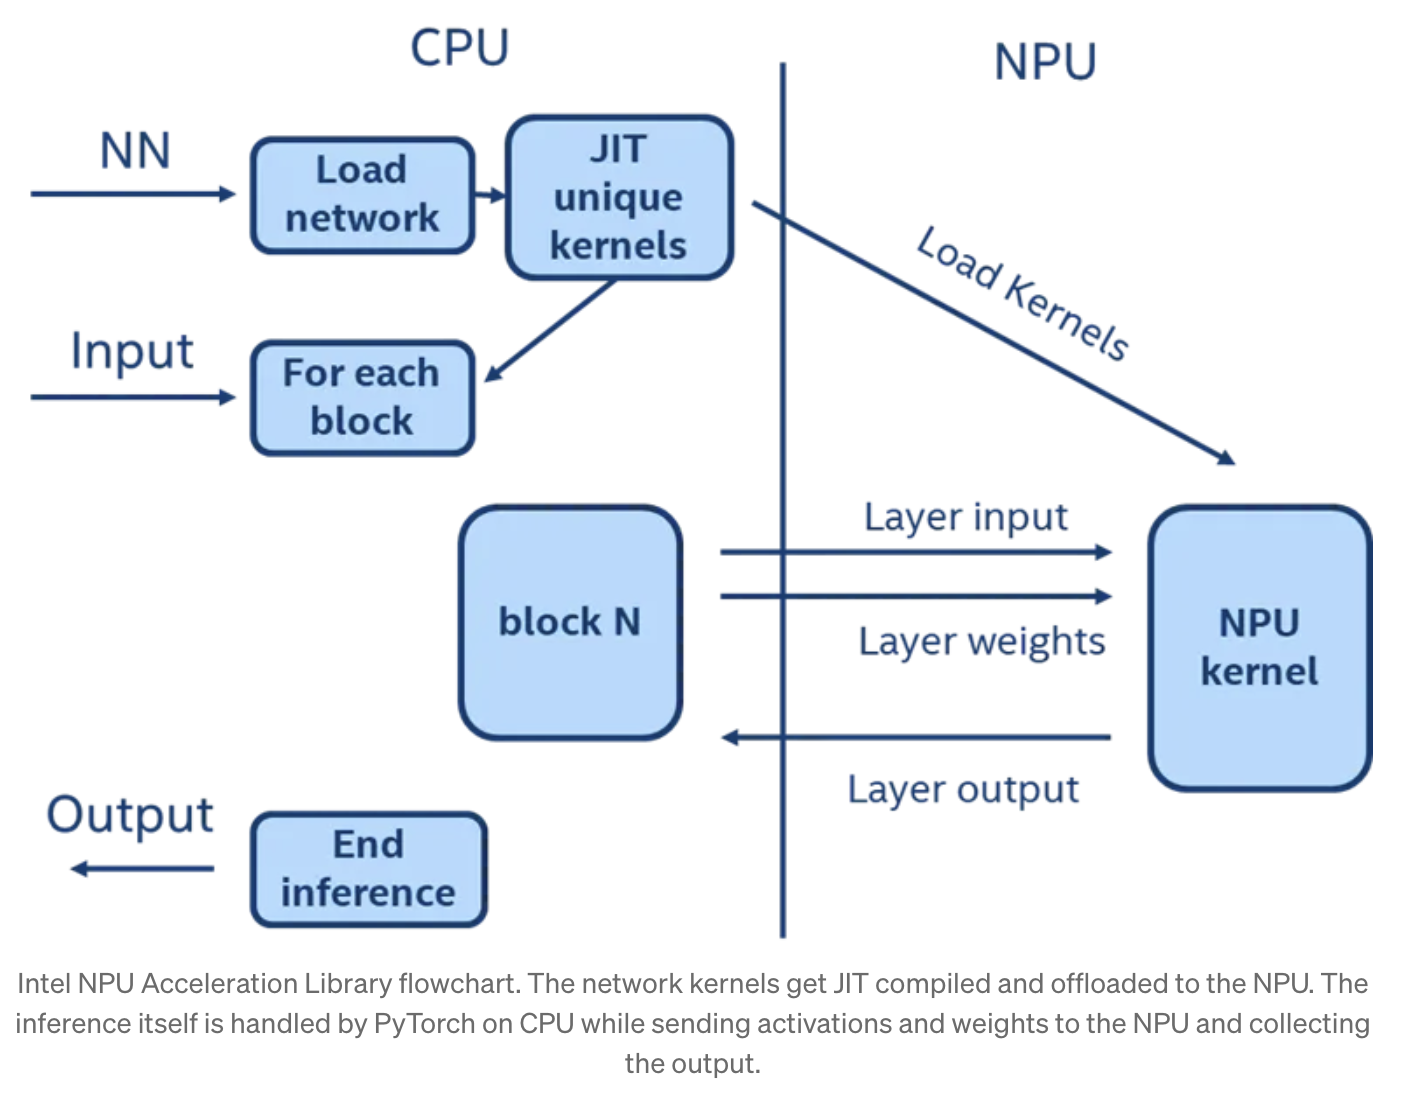 CPU
NPU
NN
Load
network
JIT
unique
kernels
Load Kernels
Input
For each
block
block N
Layer input
Layer weights
NPU
kernel
Layer output
Output
End
inference
Intel NPU Acceleration Library flowchart. The network kernels get JIT compiled and offloaded to the NPU. The
inference itself is handled by PyTorch on CPU while sending activations and weights to the NPU and collecting
the output.